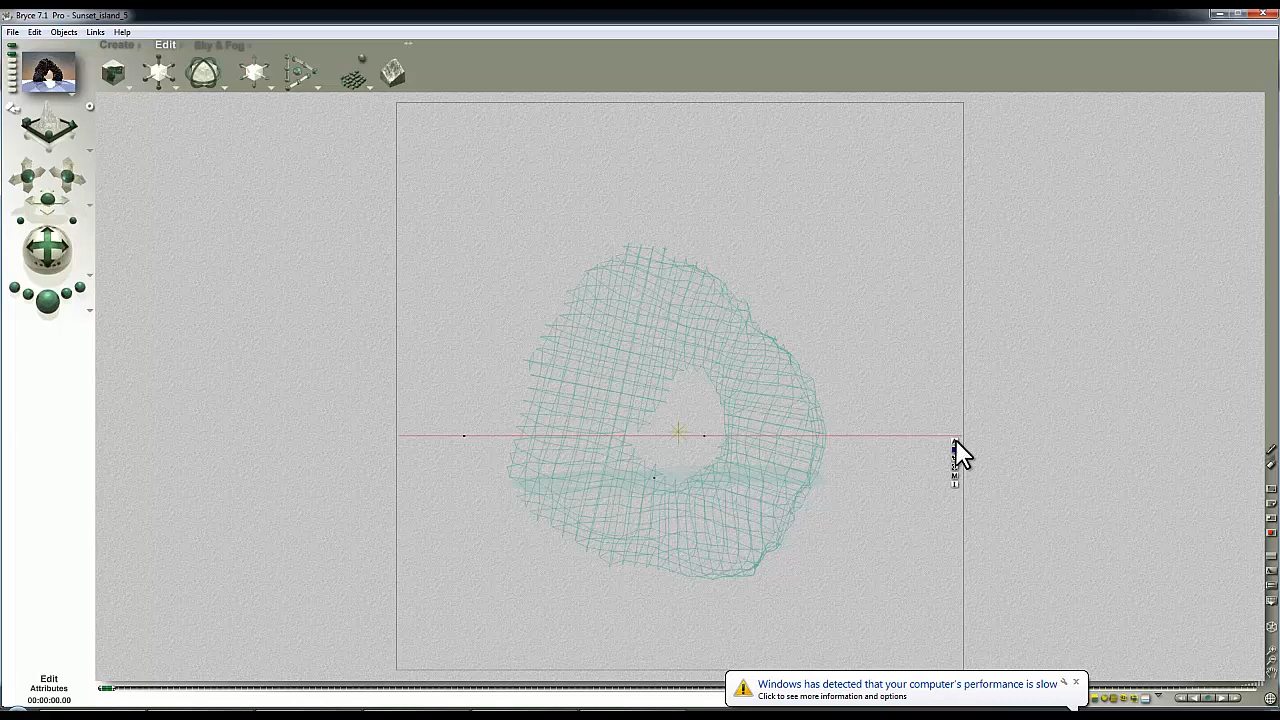 Bryce 7.1 Pro - Sunset_island_5
File Edit Objects Links Help
Create Edit Sky & Fog
M
I
Edit
Attributes
00:00:00.00
Windows has detected that your computer's performance is slow
Click to see more information and options